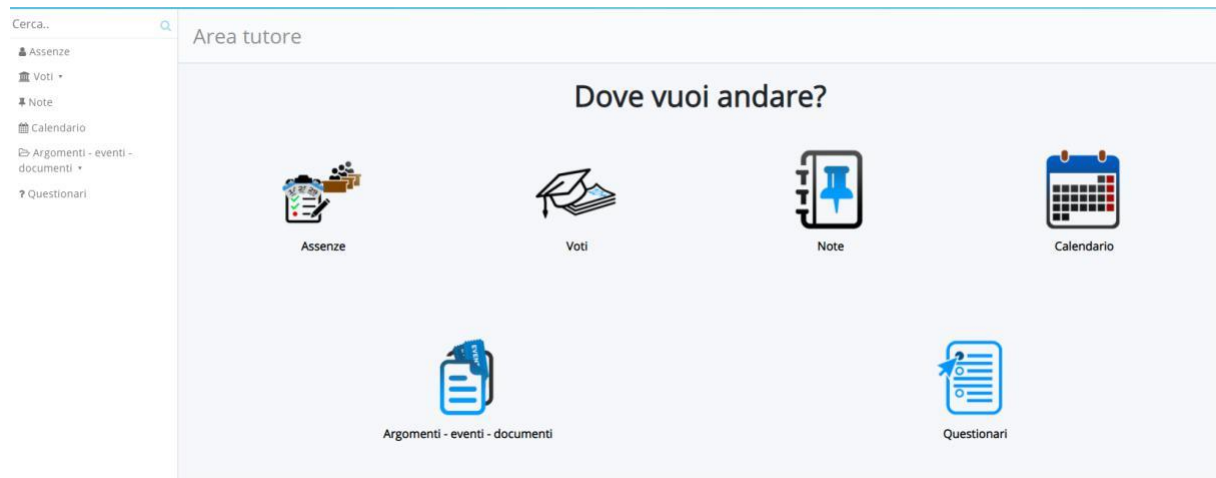 Cerca..
Assenze
Voti
Note
Calendario
Argomenti - eventi -
documenti
? Questionari
Area tutore
Dove vuoi andare?
Assenze
Voti
Note
Calendario
EVEN
Argomenti - eventi - documenti
Questionari